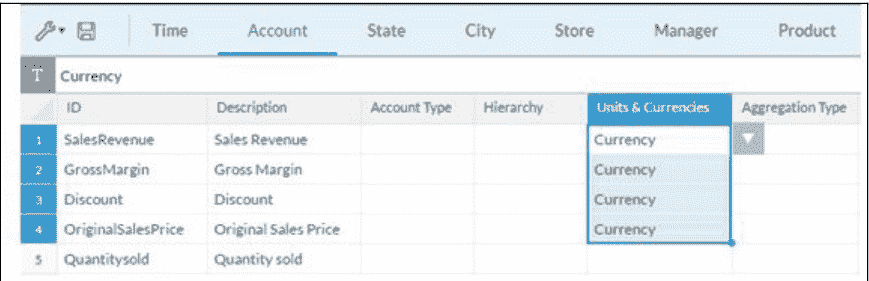 Time Account State City Store Manager Product
T Currency
ID Description Account Type Hierarchy Units & Currencies Aggregation Type
1 SalesRevenue Sales Revenue Currency
2 GrossMargin Gross Margin Currency
3 Discount Discount Currency
4 OriginalSalesPrice Original Sales Price Currency
5 Quantitysold Quantity sold